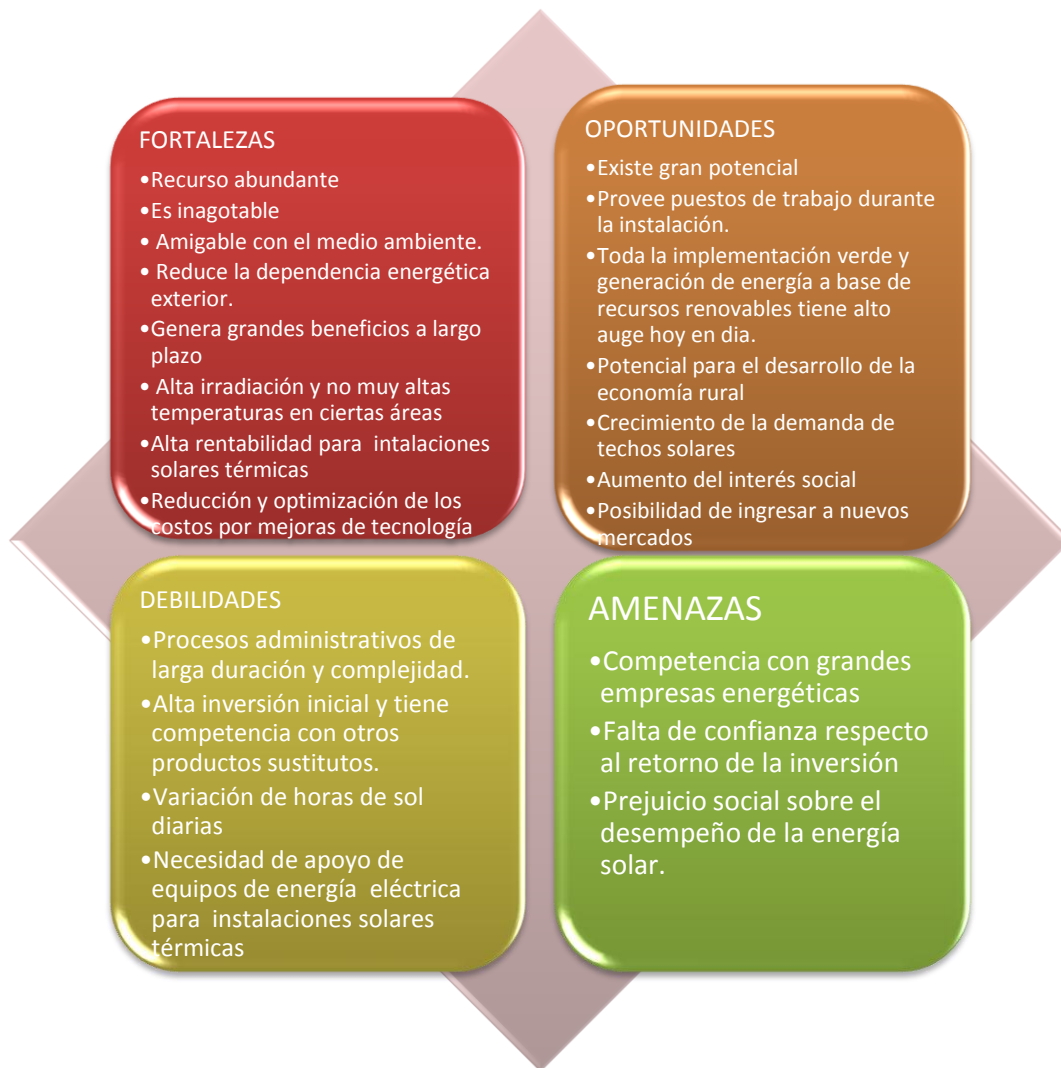 FORTALEZAS
•Recurso abundante
•Es inagotable
• Amigable con el medio ambiente.
• Reduce la dependencia energética
exterior.
•Genera grandes beneficios a largo
plazo
• Alta irradiación y no muy altas
temperaturas en ciertas áreas
•Alta rentabilidad para intalaciones
solares térmicas
•Reducción y optimización de los
costos por mejoras de tecnología
OPORTUNIDADES
•Existe gran potencial
•Provee puestos de trabajo durante
la instalación.
•Toda la implementación verde y
generación de energía a base de
recursos renovables tiene alto
auge hoy en dia.
•Potencial para el desarrollo de la
economía rural
•Crecimiento de la demanda de
techos solares
•Aumento del interés social
•Posibilidad de ingresar a nuevos
mercados
DEBILIDADES
•Procesos administrativos de
larga duración y complejidad.
•Alta inversión inicial y tiene
competencia con otros
productos sustitutos.
•Variación de horas de sol
diarias
•Necesidad de apoyo de
equipos de energía eléctrica
para instalaciones solares
térmicas
AMENAZAS
•Competencia con grandes
empresas energéticas
•Falta de confianza respecto
al retorno de la inversión
•Prejuicio social sobre el
desempeño de la energía
solar.